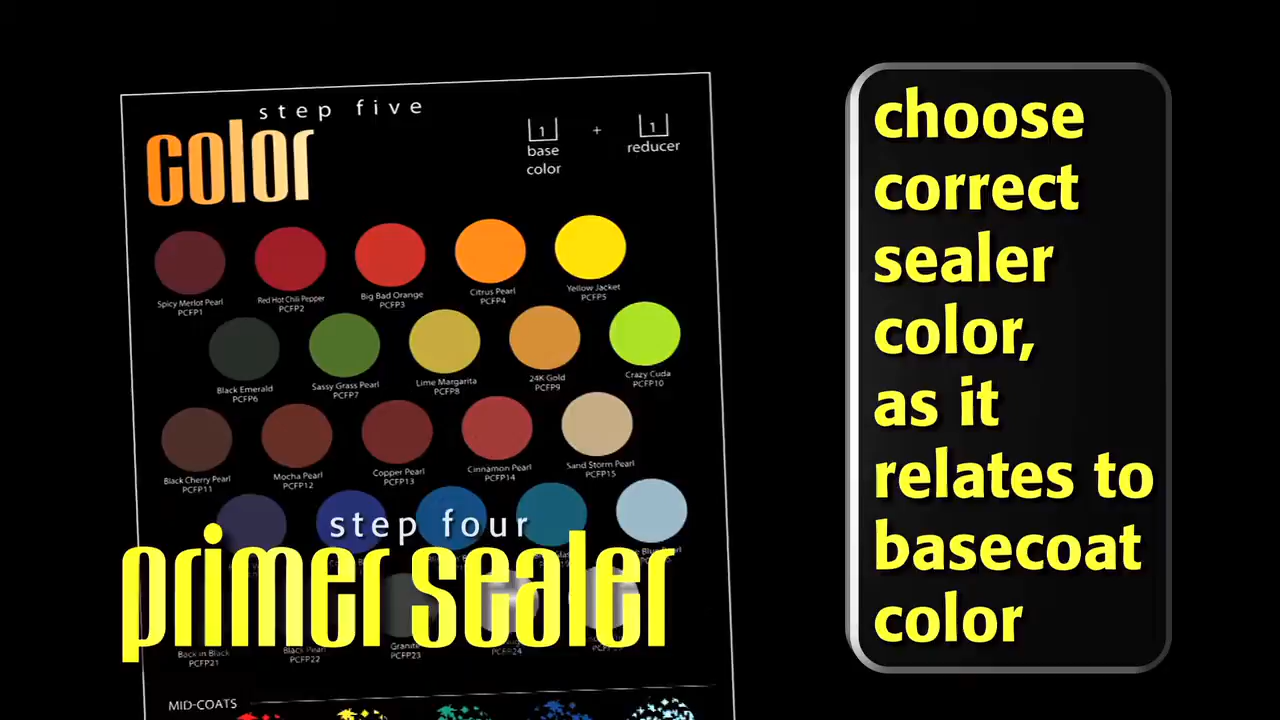 step five
color
1
base
color
+
1
reducer
Spicy Merlot Pearl
PCFP1
Red Hot Chili Pepper
PCFP2
Big Bad Orange
PCFP3
Citrus Pearl
PCFP4
Yellow Jacket
PCFP5
Black Emerald
PCFP6
Sassy Grass Pearl
PCFP7
Lime Margarita
PCFP8
24K Gold
PCFP9
Crazy Cuda
PCFP10
Black Cherry Pearl
PCFP11
Mocha Pearl
PCFP12
Copper Pearl
PCFP13
Cinnamon Pearl
PCFP14
Sand Storm Pearl
PCFP15
step four
primer sealer
Back in Black
PCFP21
Black Pearl
PCFP22
PCFP23
MID-COATS
choose
correct
sealer
color,
as it
relates to
basecoat
color